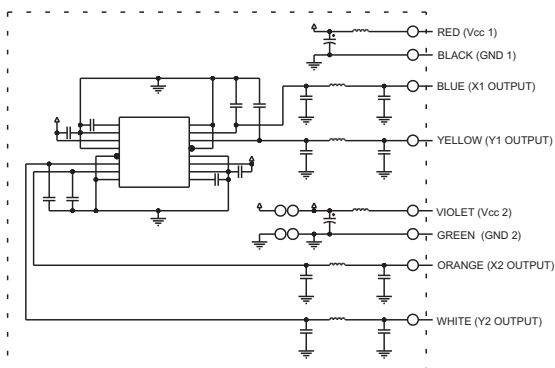 RED (Vcc 1)
BLACK (GND 1)
BLUE (X1 OUTPUT)
YELLOW (Y1 OUTPUT)
VIOLET (Vcc 2)
GREEN (GND 2)
ORANGE (X2 OUTPUT)
WHITE (Y2 OUTPUT)